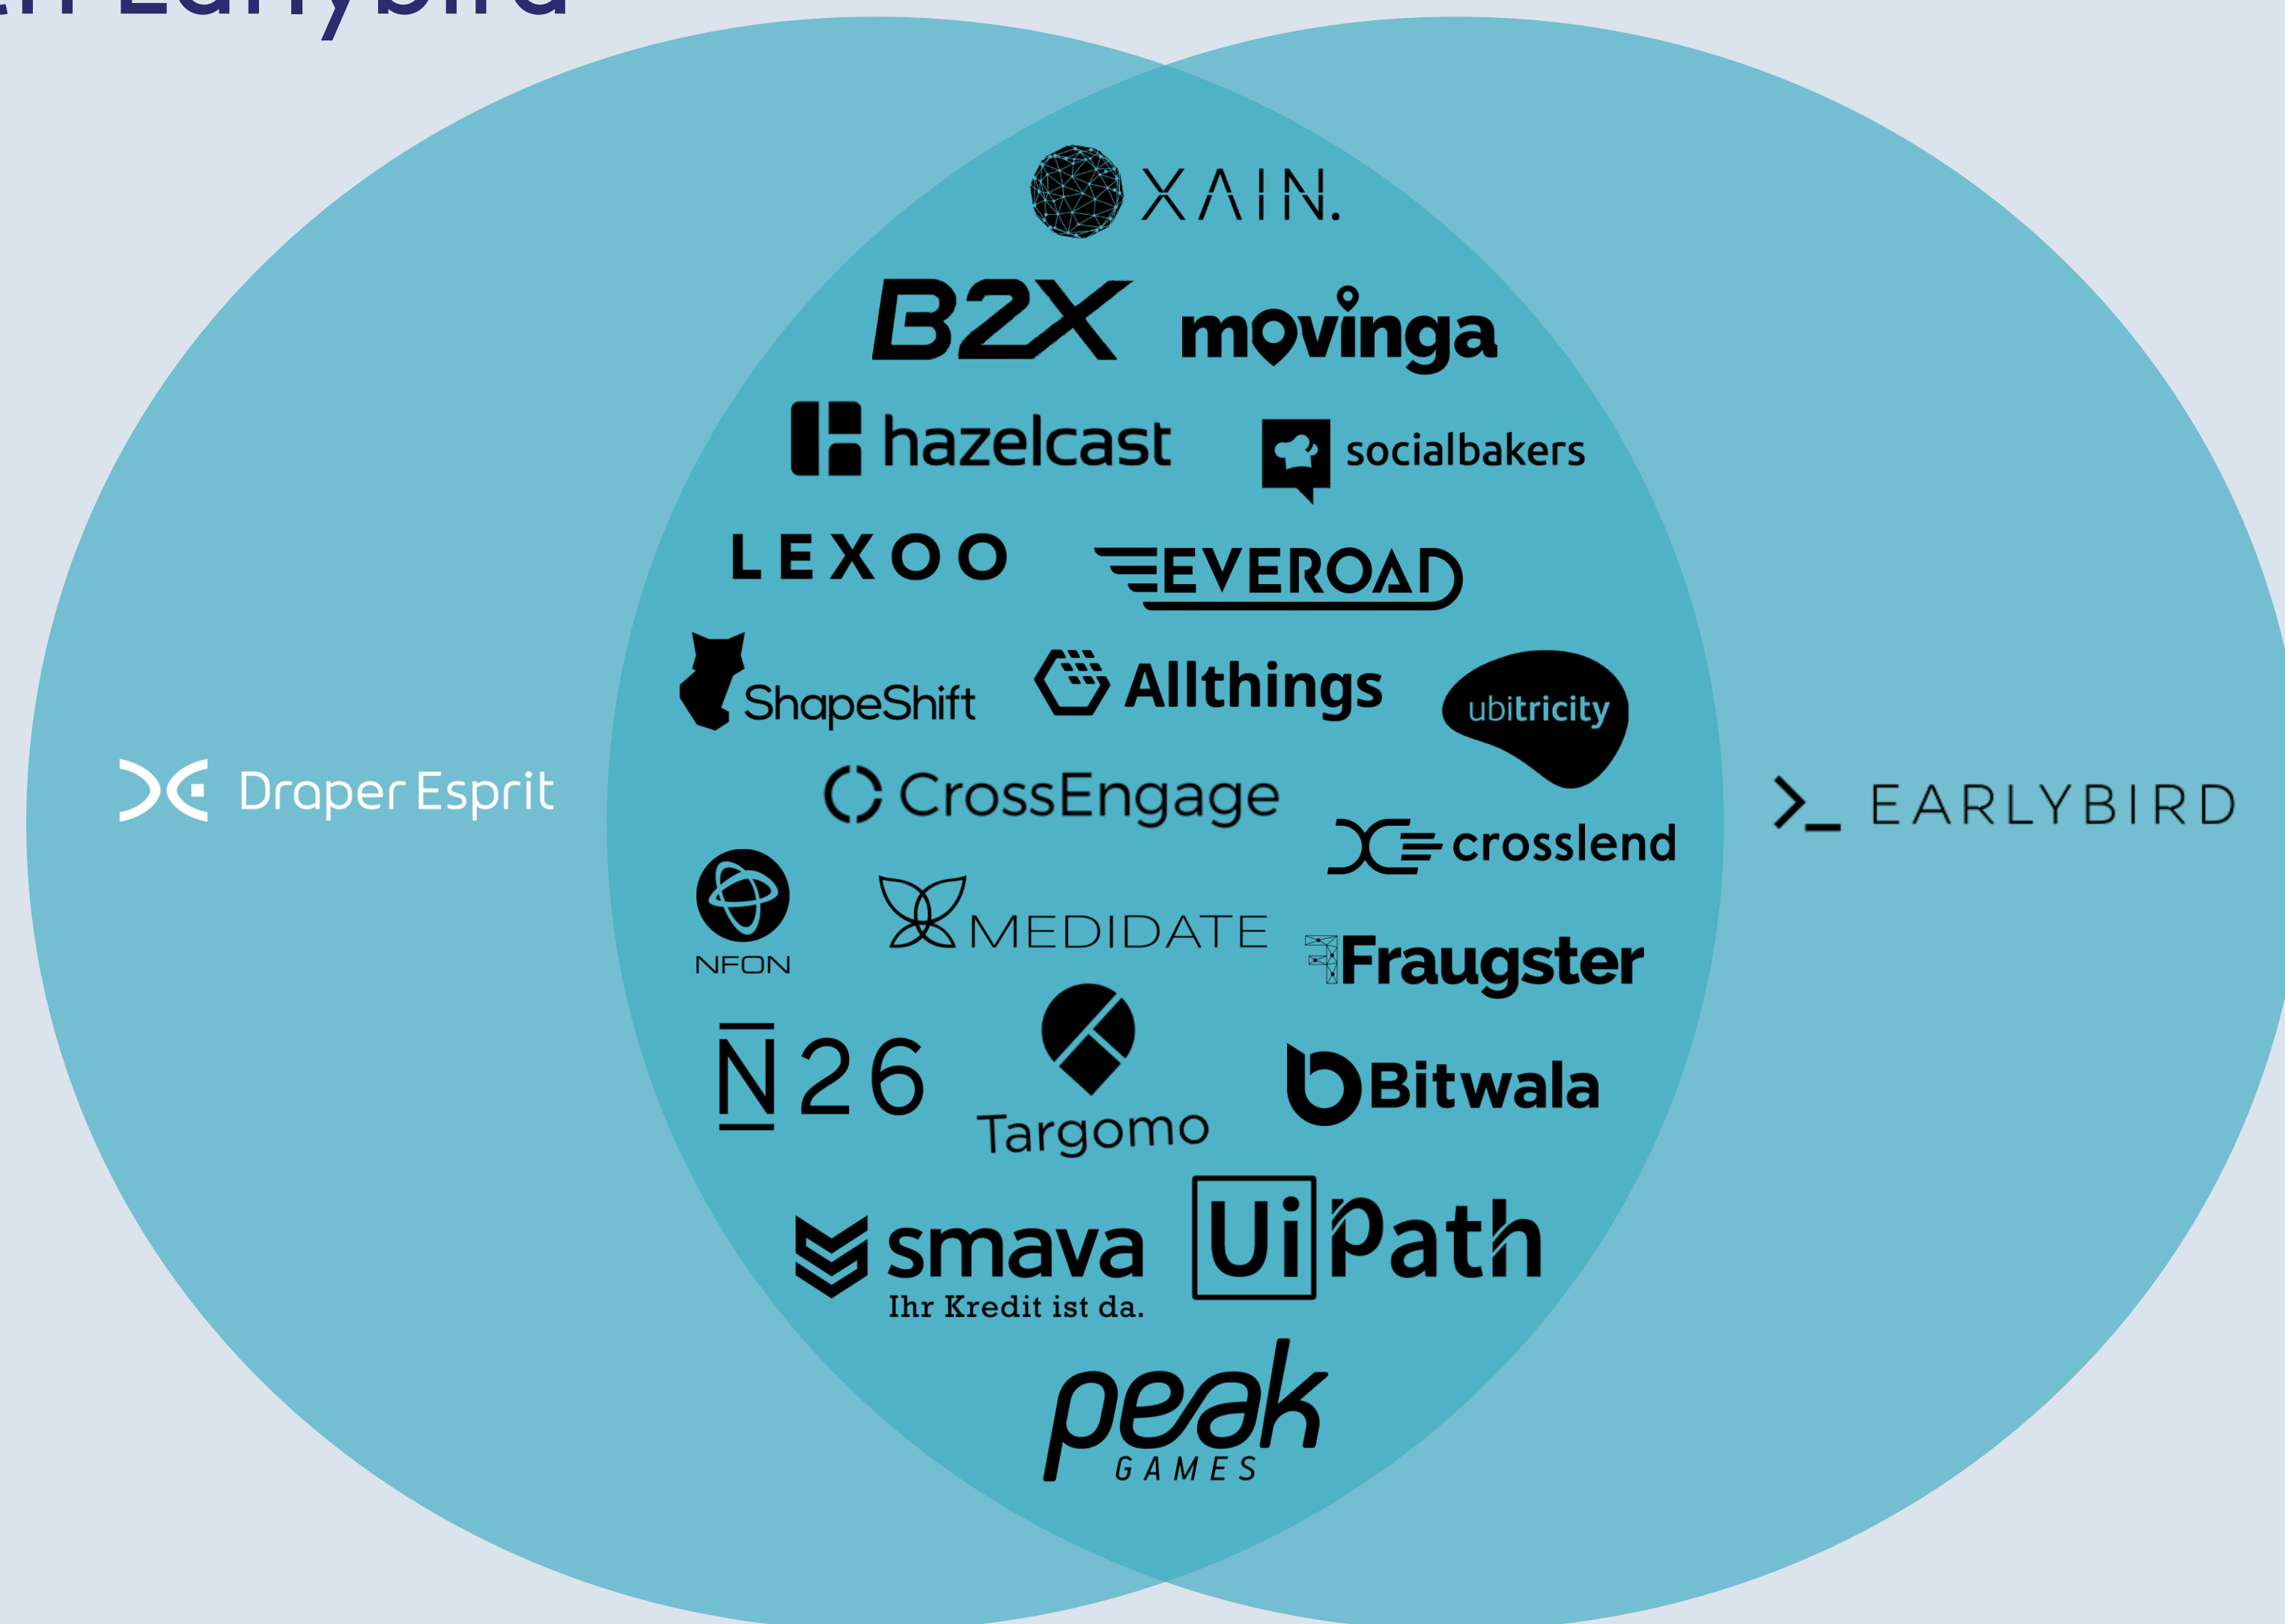 Earlybird
XAIN.
B2X
movinga
hazelcast
socialbakers
LEXOO
EVEROAD
ShapeShift
Allthings
ubitricity
Draper Esprit
CrossEngage
EARLYBIRD
crosslend
NFON
MEDIDATE
Fraugster
N26
Targomo
Bitwala
smava
Ihr Kredit ist da.
UiPath
peak
GAMES